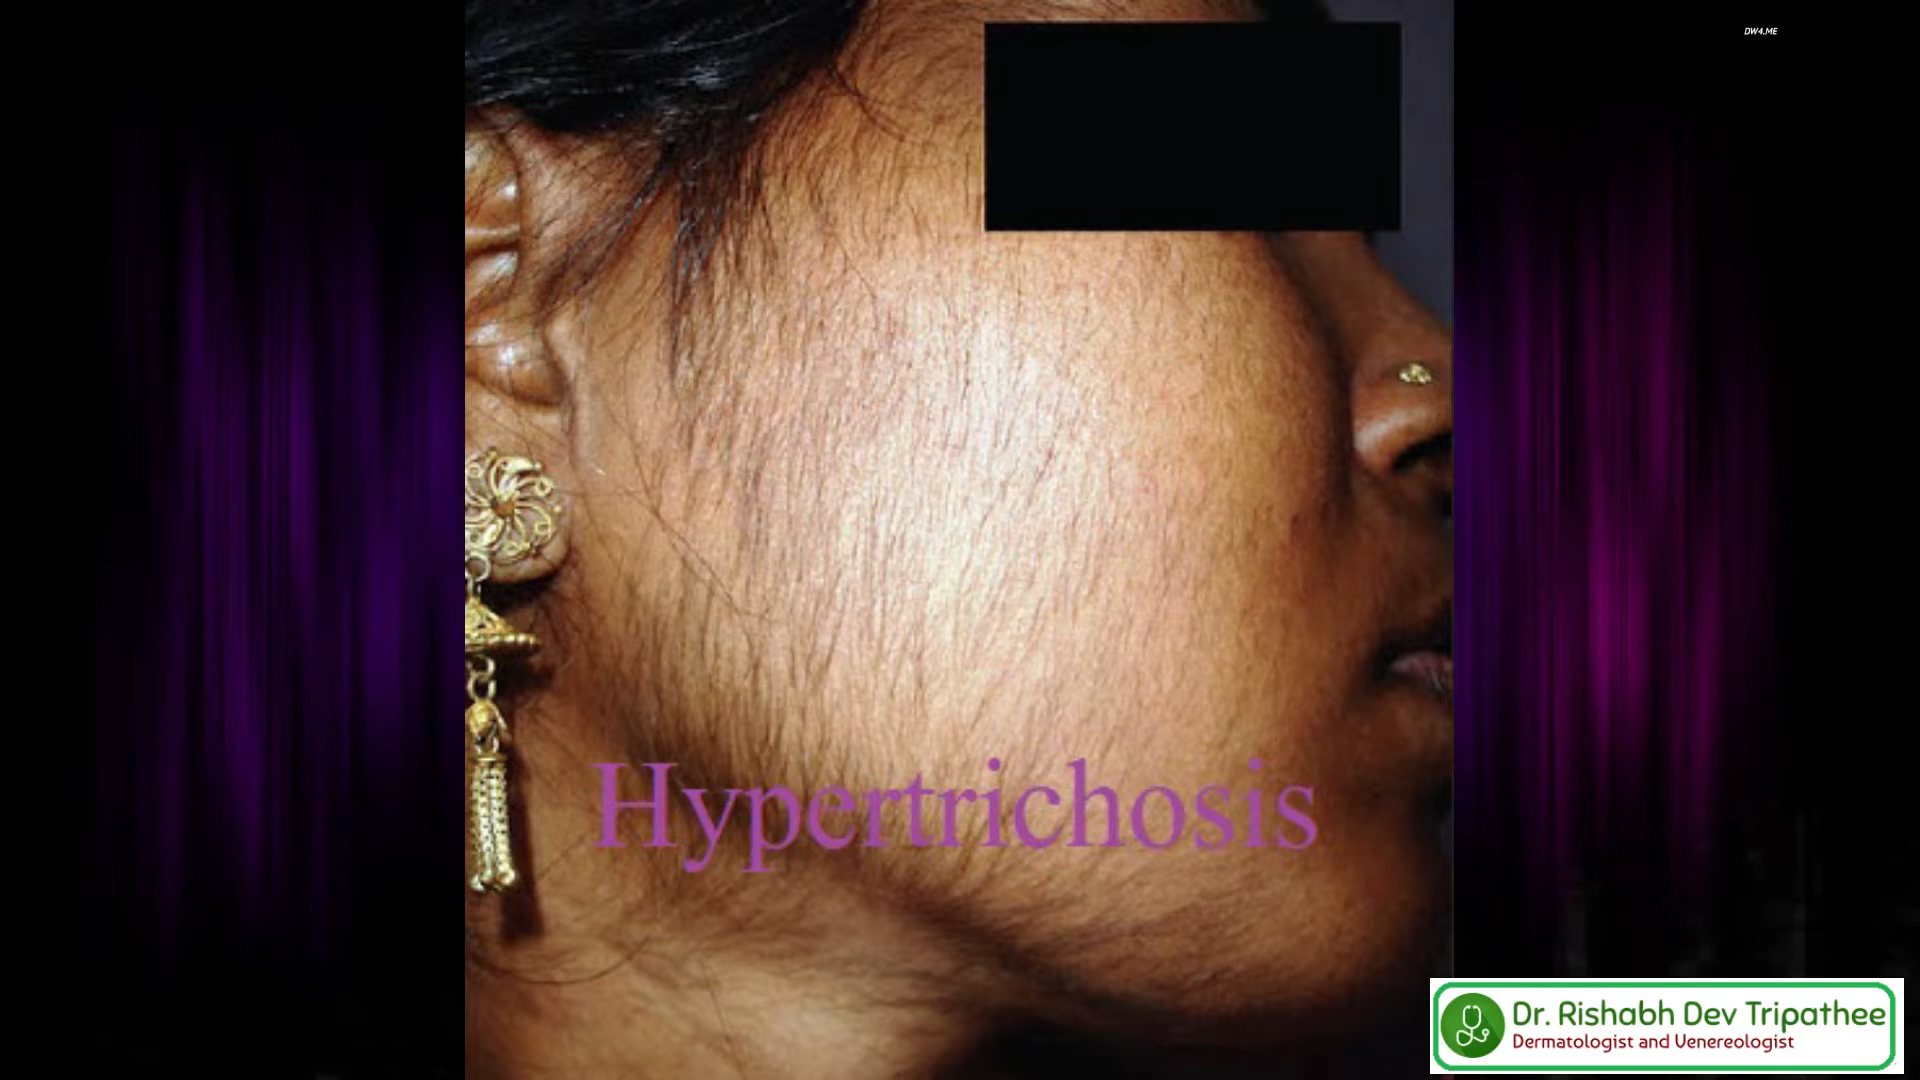 DW4.ME
Hypertrichosis
Dr. Rishabh Dev Tripathee
Dermatologist and Venereologist